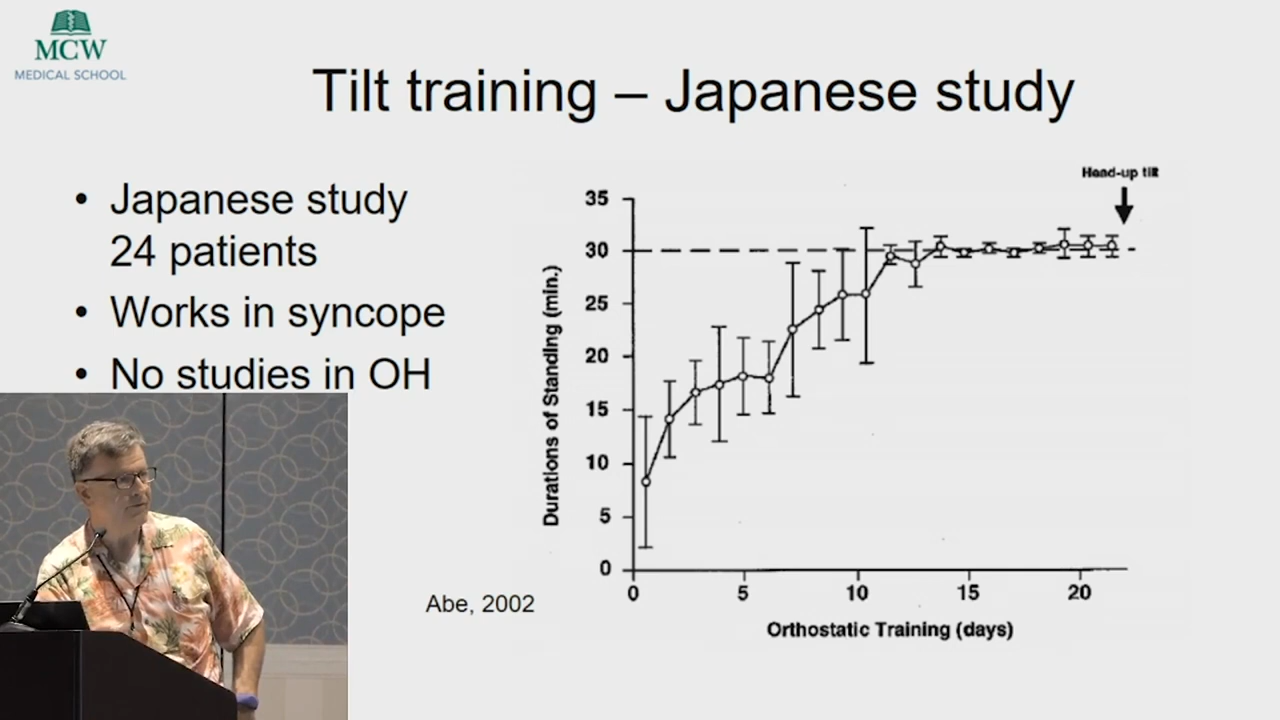 MCW
MEDICAL SCHOOL
Tilt training – Japanese study
• Japanese study
24 patients
• Works in syncope
• No studies in OH
Abe, 2002
Head-up tilt
35
30
25
20
15
10
5
0
Durations of Standing (min.)
0 5 10 15 20
Orthostatic Training (days)